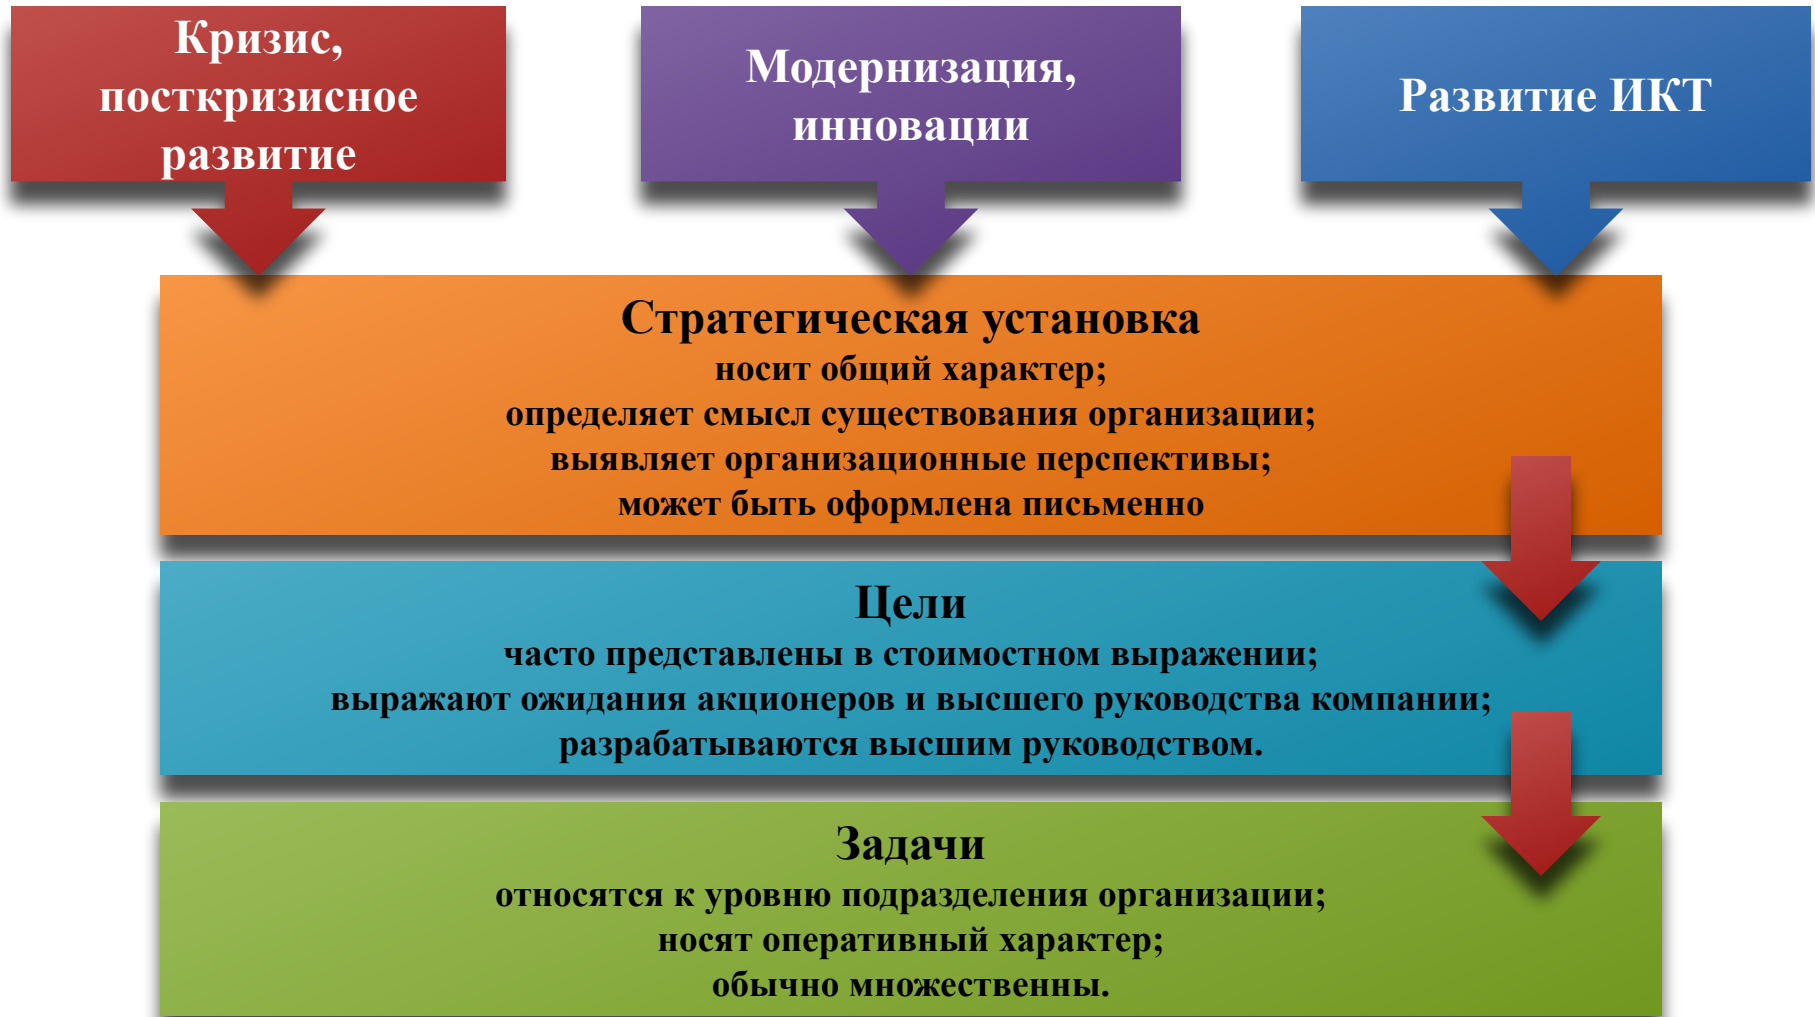 Кризис,
посткризисное
развитие
Модернизация,
инновации
Развитие ИКТ
Стратегическая установка
носит общий характер;
определяет смысл существования организации;
выявляет организационные перспективы;
может быть оформлена письменно
Цели
часто представлены в стоимостном выражении;
выражают ожидания акционеров и высшего руководства компании;
разрабатываются высшим руководством.
Задачи
относятся к уровню подразделения организации;
носят оперативный характер;
обычно множественны.